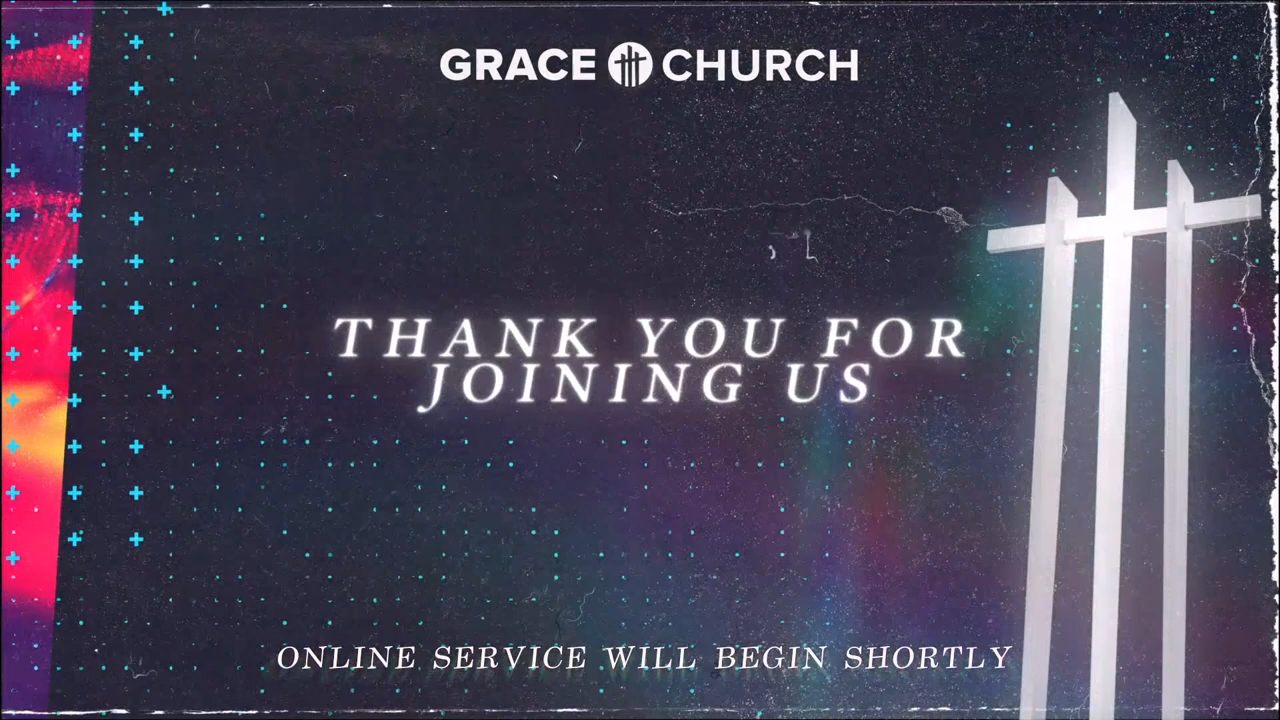 GRACE CHURCH
THANK YOU FOR
JOINING US
ONLINE SERVICE WILL BEGIN SHORTLY